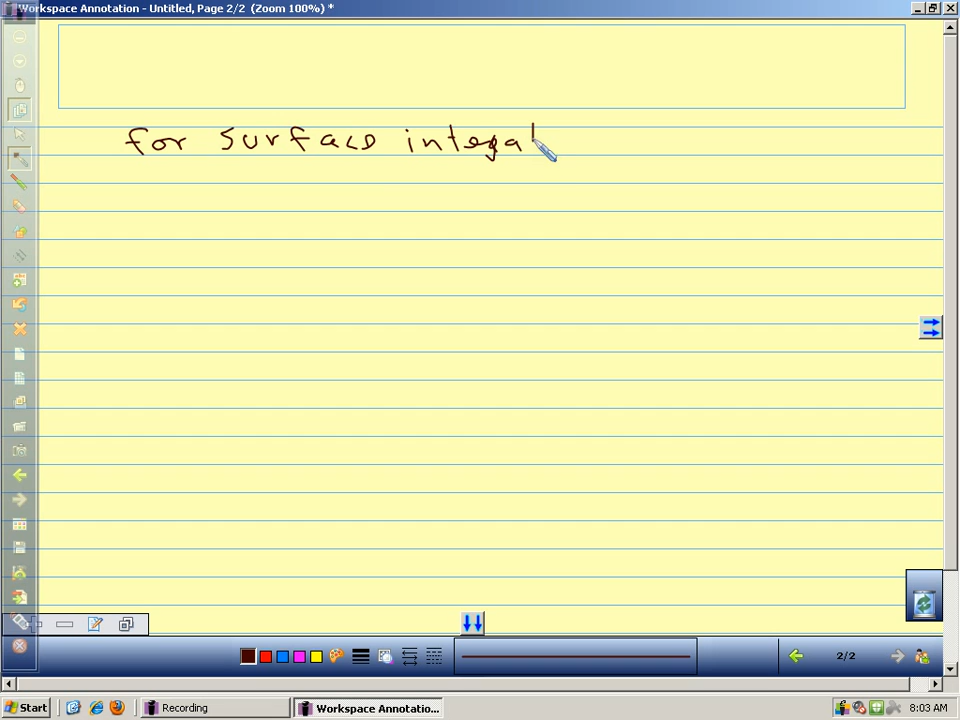 Workspace Annotation - Untitled, Page 2/2 (Zoom 100%) *
for surface integal
2/2
Start
Recording
Workspace Annotatio...
8:03 AM